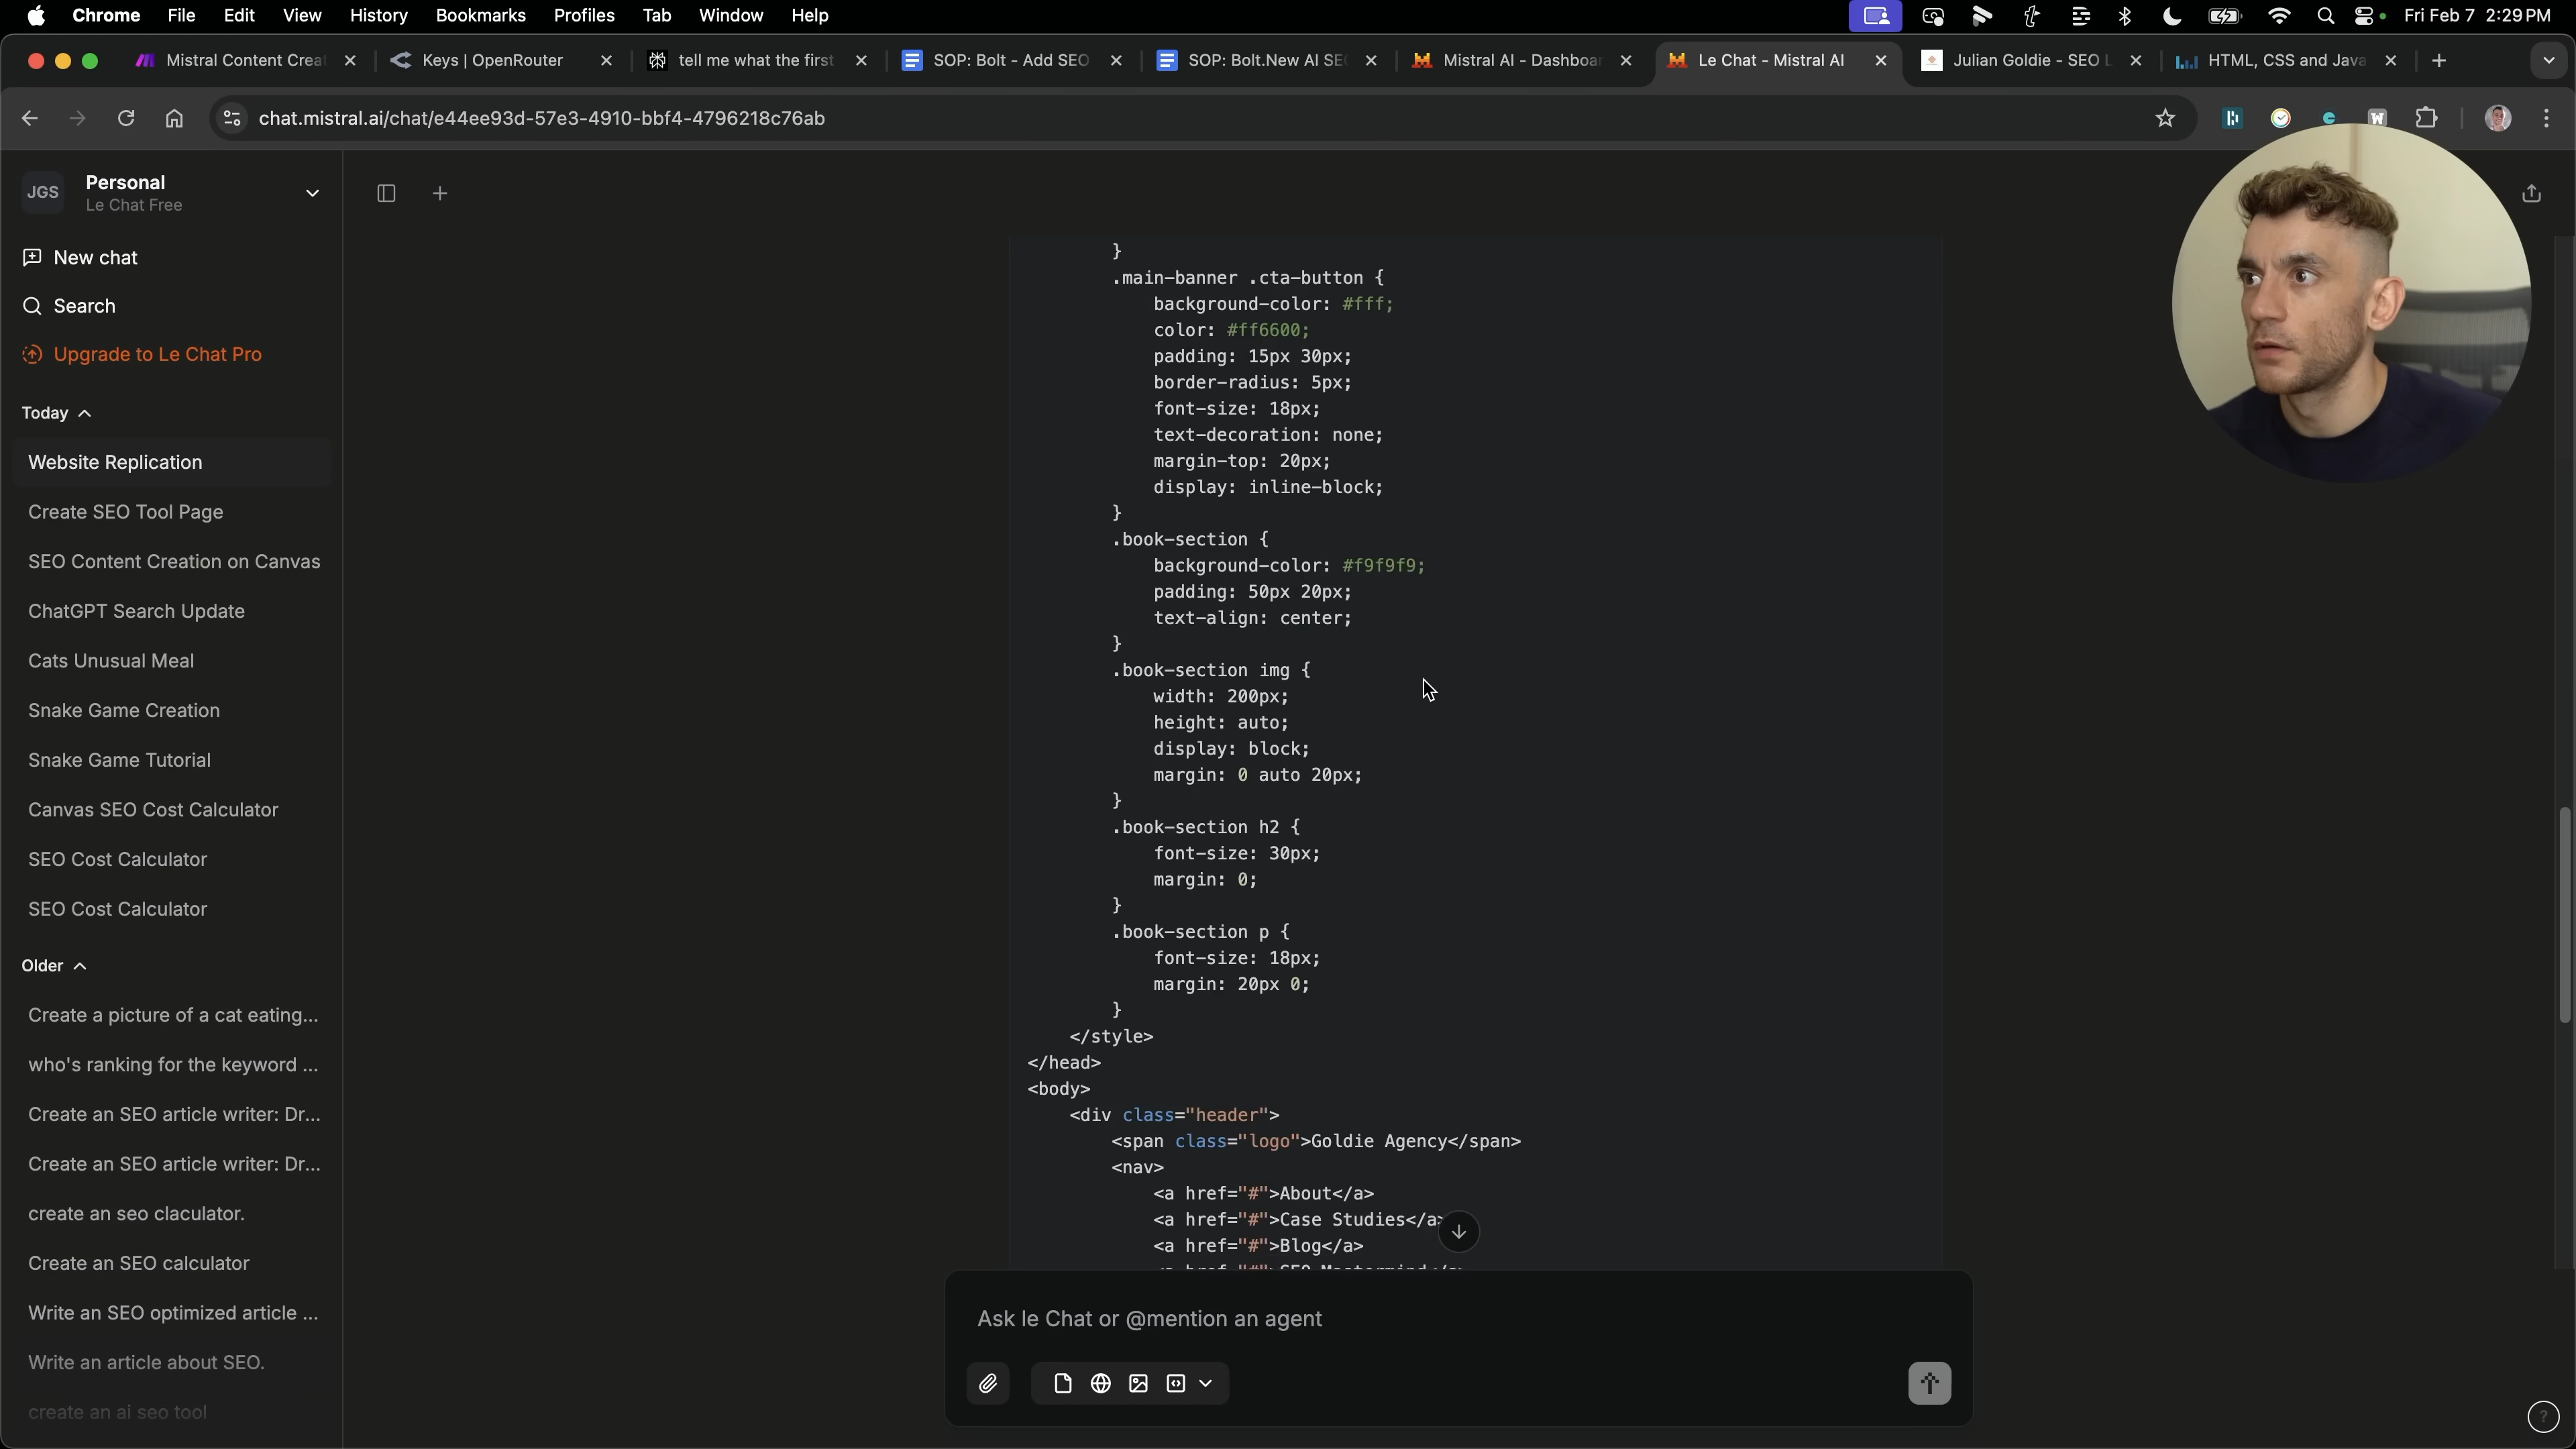 Chrome File Edit View History Bookmarks Profiles Tab Window Help Fri Feb 7 2:29 PM
Mistral Content Crea Keys | OpenRouter tell me what the first SOP: Bolt - Add SEO SOP: Bolt.New AI SE Mistral AI - Dashboar Le Chat - Mistral AI Julian Goldie - SEO L HTML, CSS and Java
chat.mistral.ai/chat/e44ee93d-57e3-4910-bbf4-4796218c76ab
JGS
Personal
Le Chat Free
New chat
Search
Upgrade to Le Chat Pro
Today
Website Replication
Create SEO Tool Page
SEO Content Creation on Canvas
ChatGPT Search Update
Cats Unusual Meal
Snake Game Creation
Snake Game Tutorial
Canvas SEO Cost Calculator
SEO Cost Calculator
SEO Cost Calculator
Older
Create a picture of a cat eating...
who's ranking for the keyword ...
Create an SEO article writer: Dr...
Create an SEO article writer: Dr...
create an seo claculator.
Create an SEO calculator
Write an SEO optimized article ...
Write an article about SEO.
create an ai seo tool
}
.main-banner .cta-button {
background-color: #fff;
color: #ff6600;
padding: 15px 30px;
border-radius: 5px;
font-size: 18px;
text-decoration: none;
margin-top: 20px;
display: inline-block;
}
.book-section {
background-color: #f9f9f9;
padding: 50px 20px;
text-align: center;
}
.book-section img {
width: 200px;
height: auto;
display: block;
margin: 0 auto 20px;
}
.book-section h2 {
font-size: 30px;
margin: 0;
}
.book-section p {
font-size: 18px;
margin: 20px 0;
}
</style>
</head>
<body>
<div class="header">
<span class="logo">Goldie Agency</span>
<nav>
<a href="#">About</a>
<a href="#">Case Studies</a>
<a href="#">Blog</a>
<a href="#">SEO Mastermind</a>
Ask le Chat or @mention an agent